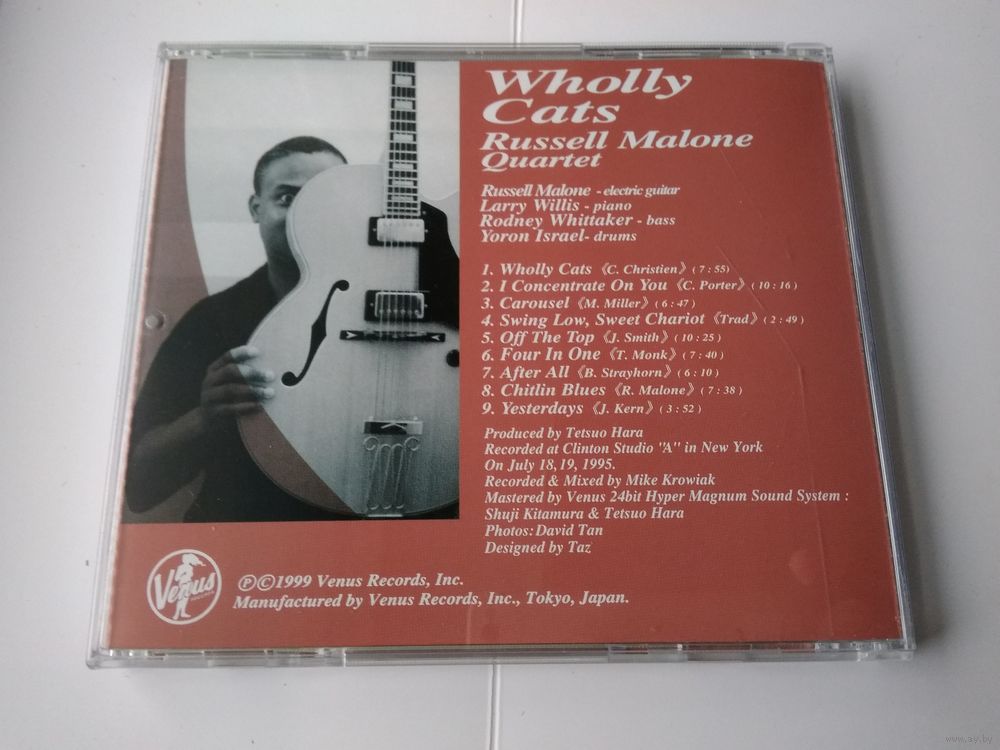 Wholly
Cats
Russell Malone
Quartet
Russell Malone - electric guitar
Larry Willis - piano
Rodney Whittaker - bass
Yoron Israel- drums
1. Wholly Cats《C. Christien》( 7 : 55)
2. I Concentrate On You《C. Porter》( 10 : 16 )
3. Carousel《M. Miller》( 6 : 47 )
4. Swing Low, Sweet Chariot《Trad》( 2 : 49 )
5. Off The Top《J. Smith》( 10 : 25 )
6. Four In One《T. Monk》( 7 : 40 )
7. After All《B. Strayhorn》( 6 : 10 )
8. Chitlin Blues《R. Malone》( 7 : 38 )
9. Yesterdays《J. Kern》( 3 : 52 )
Produced by Tetsuo Hara
Recorded at Clinton Studio "A" in New York
On July 18, 19, 1995.
Recorded & Mixed by Mike Krowiak
Mastered by Venus 24bit Hyper Magnum Sound System :
Shuji Kitamura & Tetsuo Hara
Photos: David Tan
Designed by Taz
Venus
RECORDS
℗©1999 Venus Records, Inc.
Manufactured by Venus Records, Inc., Tokyo, Japan.
www.ay.by